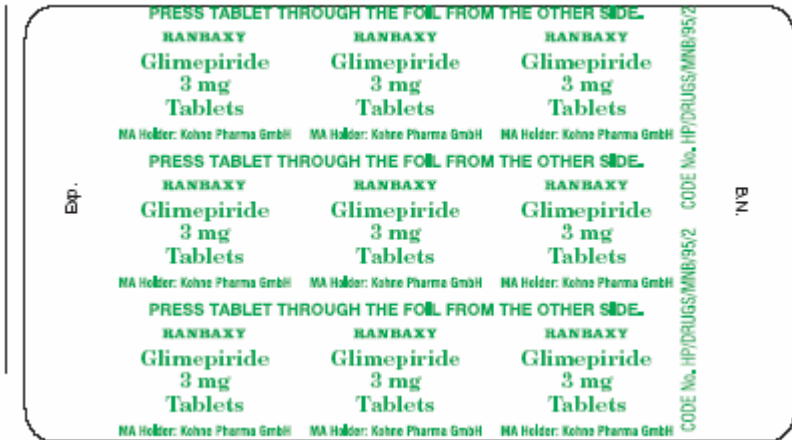 PRESS TABLET THROUGH THE FOIL FROM THE OTHER SIDE.
RANBAXY RANBAXY RANBAXY
Glimepiride Glimepiride Glimepiride
3 mg 3 mg 3 mg
Tablets Tablets Tablets
MA Holder: Kohne Pharma GmbH MA Holder: Kohne Pharma GmbH MA Holder: Kohne Pharma GmbH
PRESS TABLET THROUGH THE FOIL FROM THE OTHER SIDE.
RANBAXY RANBAXY RANBAXY
Glimepiride Glimepiride Glimepiride
3 mg 3 mg 3 mg
Tablets Tablets Tablets
MA Holder: Kohne Pharma GmbH MA Holder: Kohne Pharma GmbH MA Holder: Kohne Pharma GmbH
PRESS TABLET THROUGH THE FOIL FROM THE OTHER SIDE.
RANBAXY RANBAXY RANBAXY
Glimepiride Glimepiride Glimepiride
3 mg 3 mg 3 mg
Tablets Tablets Tablets
MA Holder: Kohne Pharma GmbH MA Holder: Kohne Pharma GmbH MA Holder: Kohne Pharma GmbH
Exp.
CODE No. HP/DRUGS/MNB/95/2 CODE No. HP/DRUGS/MNB/95/2
B.N.